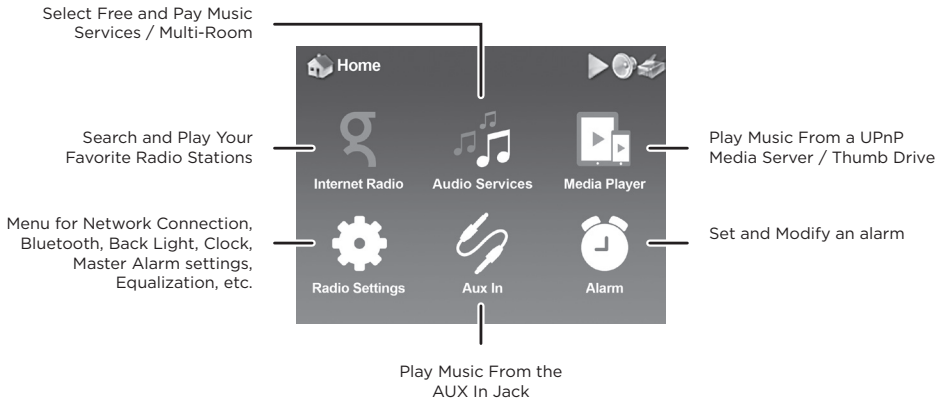 Select Free and Pay Music
Services / Multi-Room
Home
Search and Play Your
Favorite Radio Stations
Internet Radio
Audio Services
Media Player
Play Music From a UPnP
Media Server / Thumb Drive
Menu for Network Connection,
Bluetooth, Back Light, Clock,
Master Alarm settings,
Equalization, etc.
Radio Settings
Aux In
Alarm
Set and Modify an alarm
Play Music From the
AUX In Jack